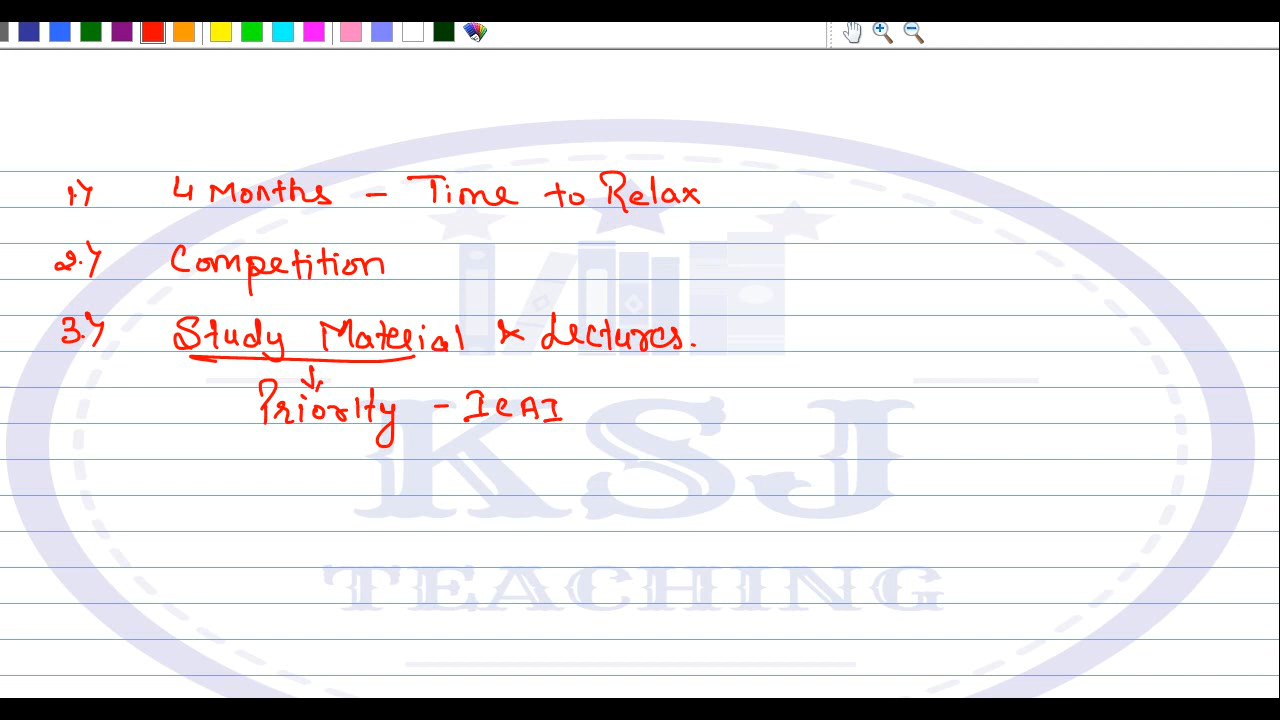 1.) 4 Months - Time to Relax
2.) Competition
3.) Study Material & Lectures.
↓
Priority - ICAI
KSJ
TEACHING